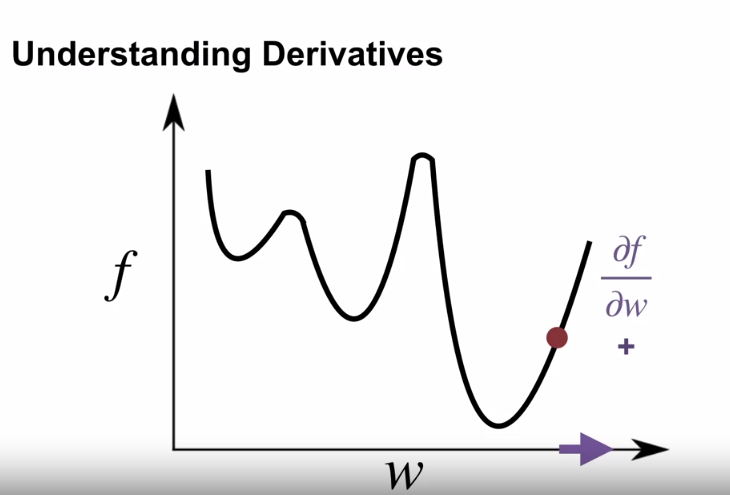 Understanding Derivatives
f
∂f
∂w
+
w